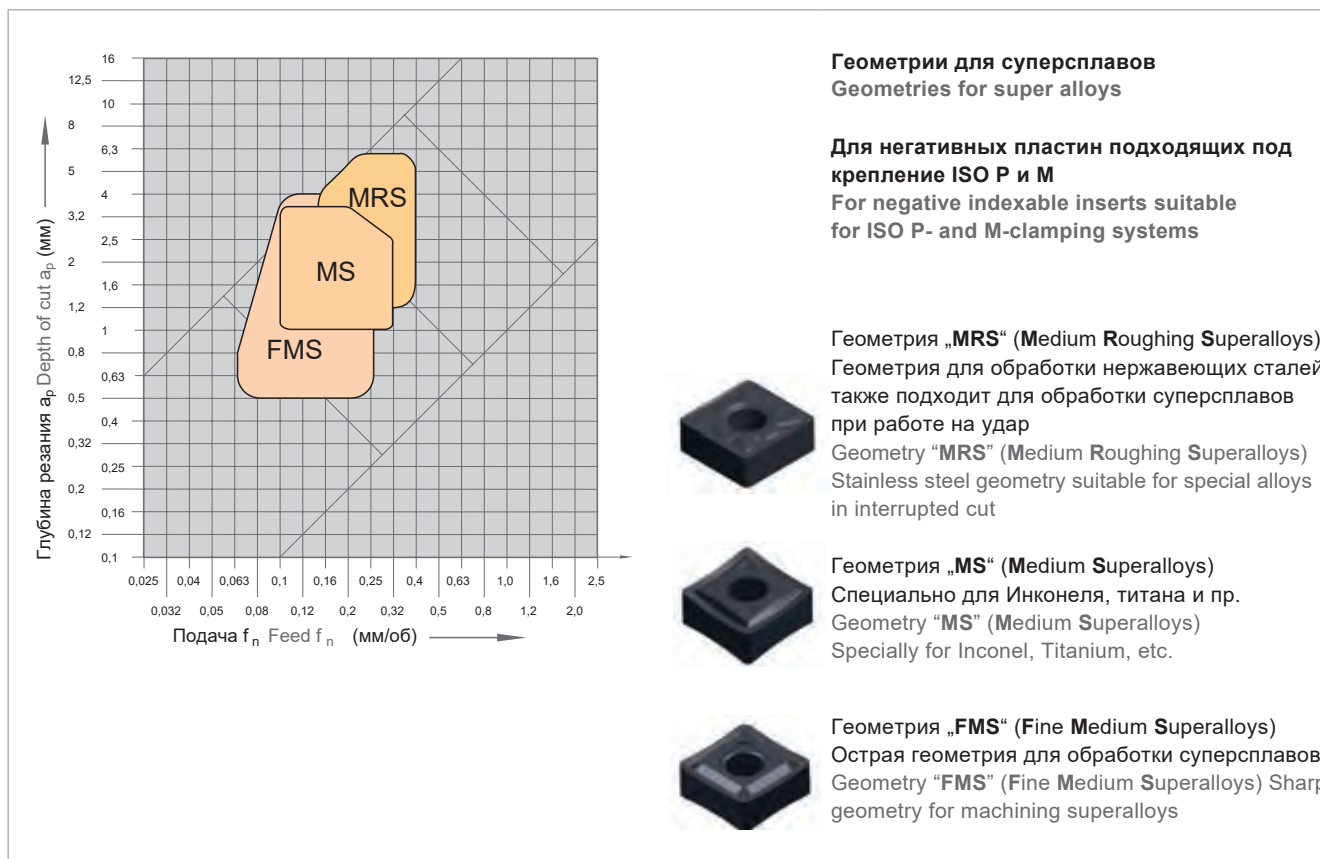 16
12,5
10
8
6,3
5
4
3,2
2,5
2
1,6
1,2
1
0,8
0,63
0,5
0,4
0,32
0,25
0,2
0,16
0,12
0,1
Глубина резания ap Depth of cut ap (мм)
MRS
MS
FMS
0,025 0,04 0,063 0,1 0,16 0,25 0,4 0,63 1,0 1,6 2,5
0,032 0,05 0,08 0,12 0,2 0,32 0,5 0,8 1,2 2,0
Подача fn Feed fn (мм/об)
Геометрии для суперсплавов
Geometries for super alloys
Для негативных пластин подходящих под
крепление ISO P и M
For negative indexable inserts suitable
for ISO P- and M-clamping systems
Геометрия „MRS“ (Medium Roughing Superalloys)
Геометрия для обработки нержавеющих сталей
также подходит для обработки суперсплавов
при работе на удар
Geometry “MRS” (Medium Roughing Superalloys)
Stainless steel geometry suitable for special alloys
in interrupted cut
Геометрия „MS“ (Medium Superalloys)
Специально для Инконеля, титана и пр.
Geometry “MS” (Medium Superalloys)
Specially for Inconel, Titanium, etc.
Геометрия „FMS“ (Fine Medium Superalloys)
Острая геометрия для обработки суперсплавов
Geometry “FMS” (Fine Medium Superalloys) Sharp
geometry for machining superalloys